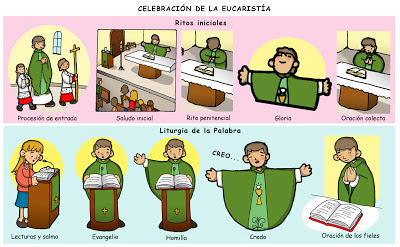 CELEBRACIÓN DE LA EUCARISTÍA
Ritos iniciales
Procesión de entrada
Saludo inicial
Rito penitencial
Gloria
Oración colecta
Liturgia de la Palabra
CREO...
Lecturas y salmo
Evangelio
Homilía
Credo
Oración de los fieles